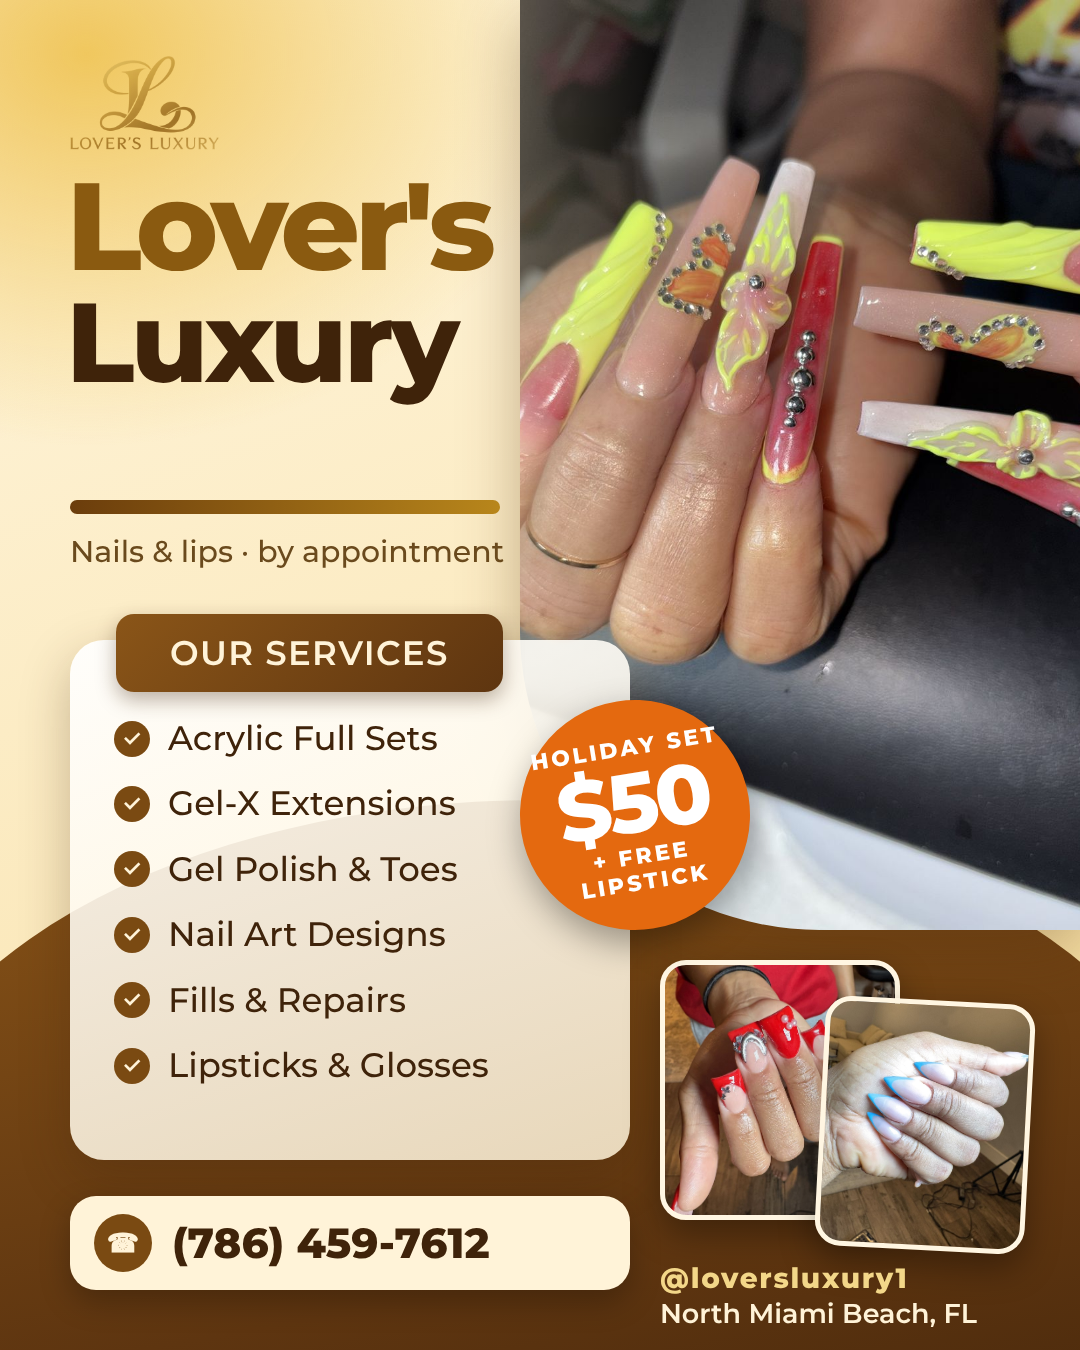 LOVER'S LUXURY
Lover's
Luxury
Nails & lips · by appointment
OUR SERVICES
Acrylic Full Sets
Gel-X Extensions
Gel Polish & Toes
Nail Art Designs
Fills & Repairs
Lipsticks & Glosses
HOLIDAY SET
$50
+ FREE
LIPSTICK
(786) 459-7612
@loversluxury1
North Miami Beach, FL